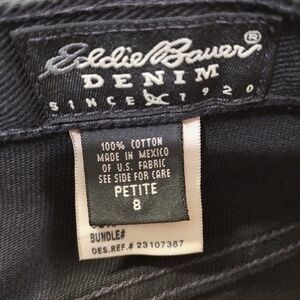 Eddie Bauer®
DENIM
SINCE 1920
100% COTTON
MADE IN MEXICO
OF U.S. FABRIC
SEE SIDE FOR CARE
PETITE
8
BUNDLE#
DES.REF.# 23107367